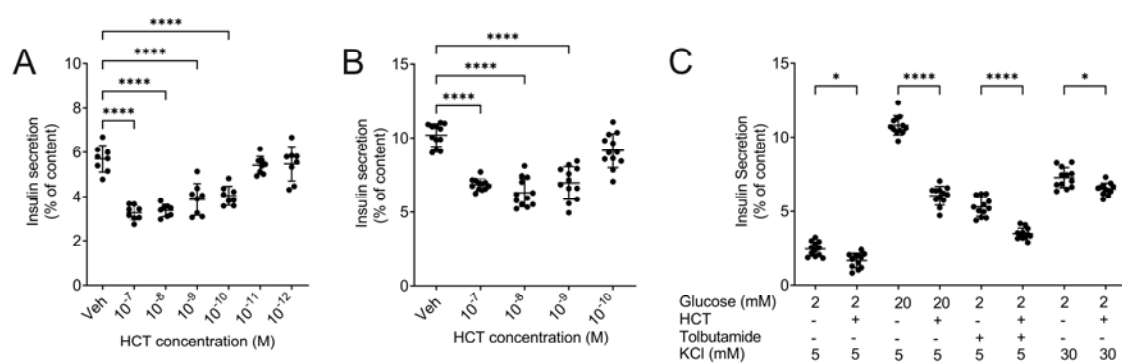 A
Insulin secretion
(% of content)
10
8
6
4
2
0
****
****
****
****
Veh
10-7
10-8
10-9
10-10
10-11
10-12
HCT concentration (M)
B
Insulin secretion
(% of content)
15
10
5
0
****
****
****
Veh
10-7
10-8
10-9
10-10
HCT concentration (M)
C
Insulin Secretion
(% of content)
15
10
5
0
* **** **** *
Glucose (mM) 2 2 20 20 2 2 2 2
HCT - + - + - + - +
Tolbutamide - - - - + + - -
KCl (mM) 5 5 5 5 5 5 30 30